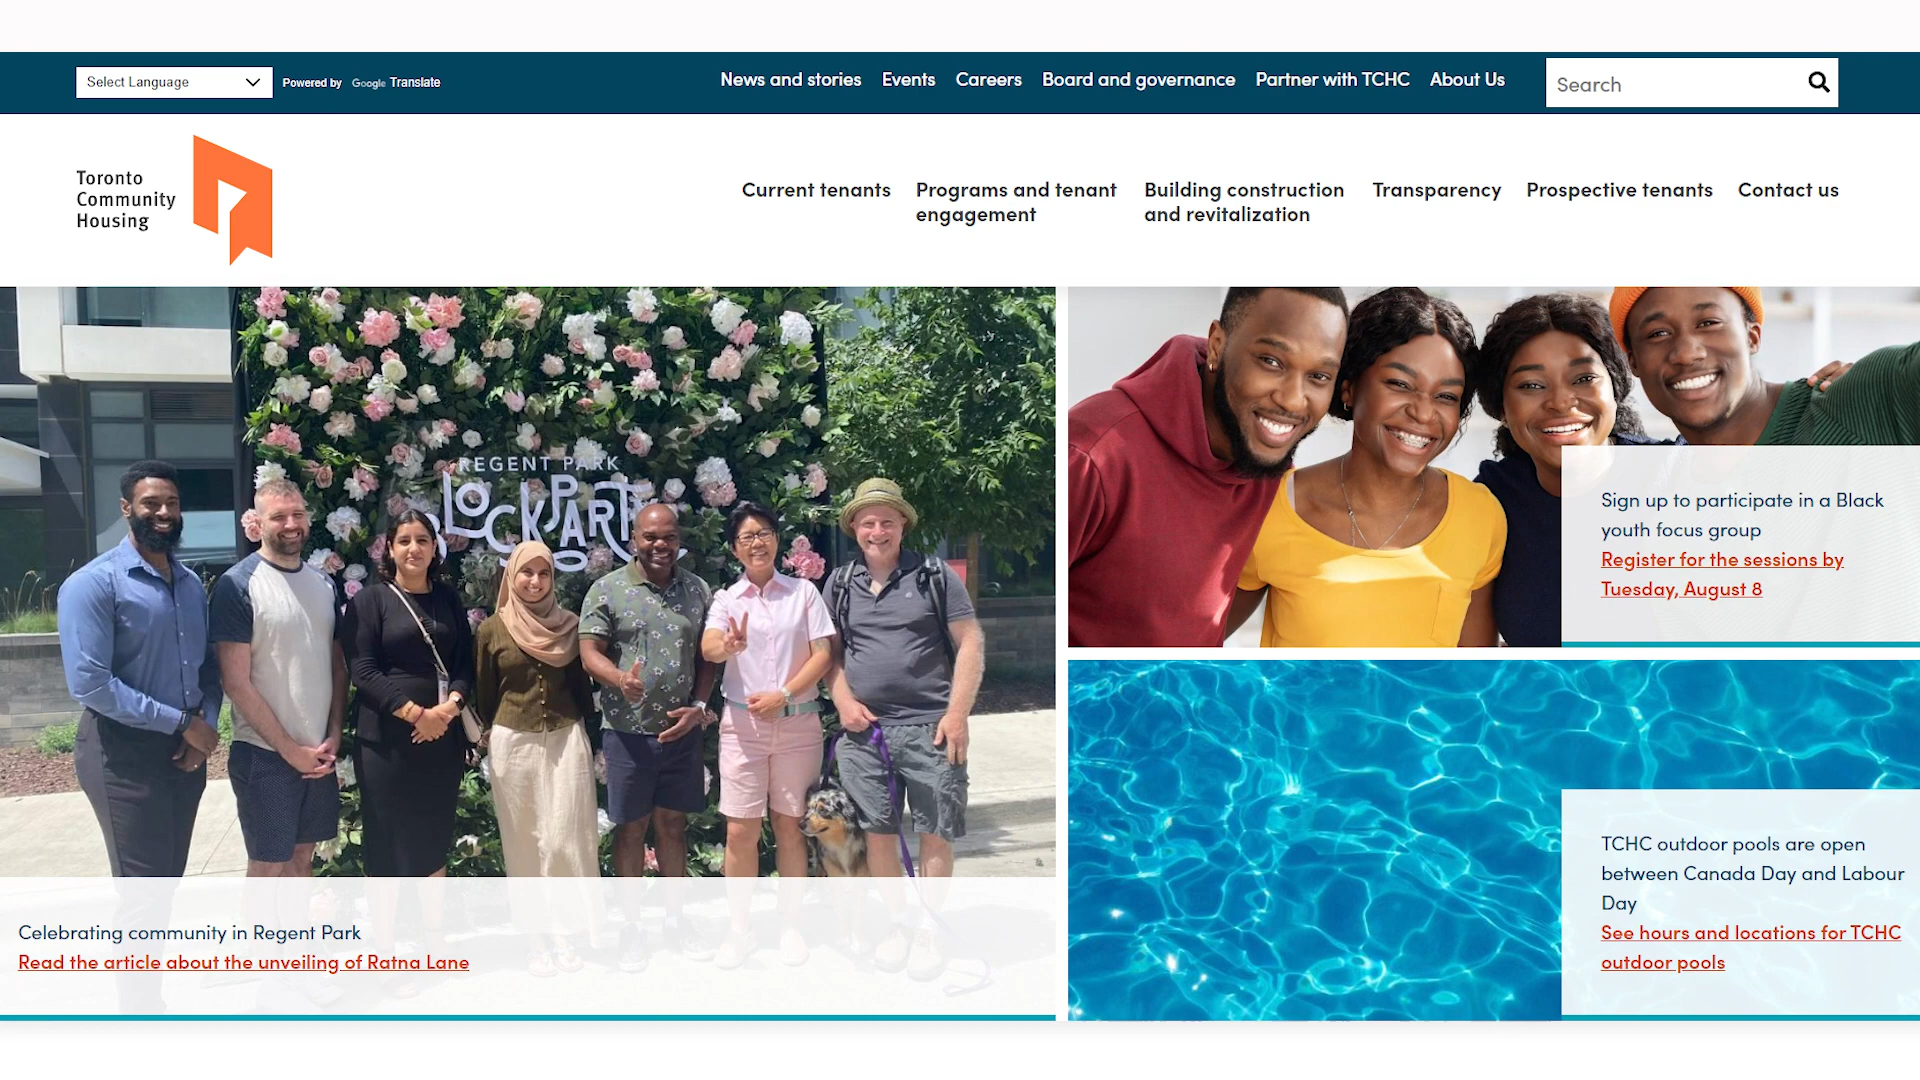 Select Language
Powered by Google Translate
News and stories
Events
Careers
Board and governance
Partner with TCHC
About Us
Search
Toronto
Community
Housing
Current tenants
Programs and tenant
engagement
Building construction
and revitalization
Transparency
Prospective tenants
Contact us
REGENT PARK
BLOCK PARTY
Celebrating community in Regent Park
Read the article about the unveiling of Ratna Lane
Sign up to participate in a Black
youth focus group
Register for the sessions by
Tuesday, August 8
TCHC outdoor pools are open
between Canada Day and Labour
Day
See hours and locations for TCHC
outdoor pools